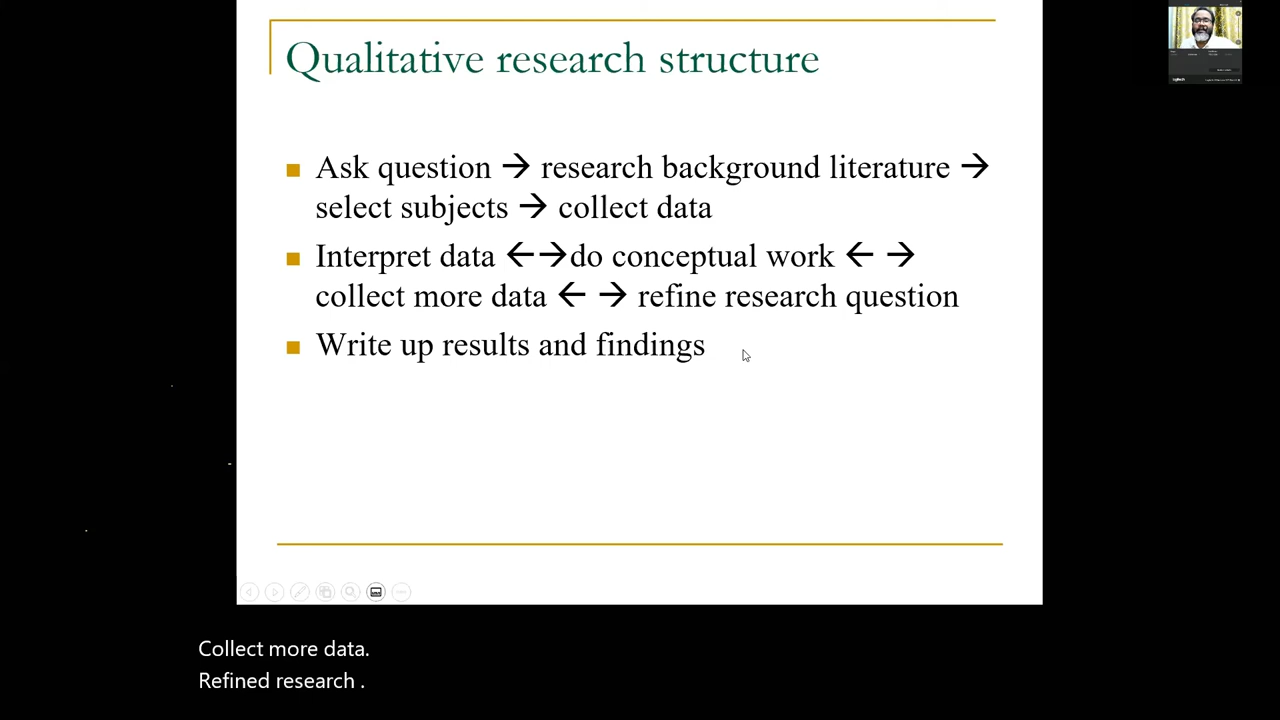 Qualitative research structure
Ask question → research background literature →
select subjects → collect data
Interpret data ←→do conceptual work ← →
collect more data ← → refine research question
Write up results and findings
Collect more data.
Refined research .